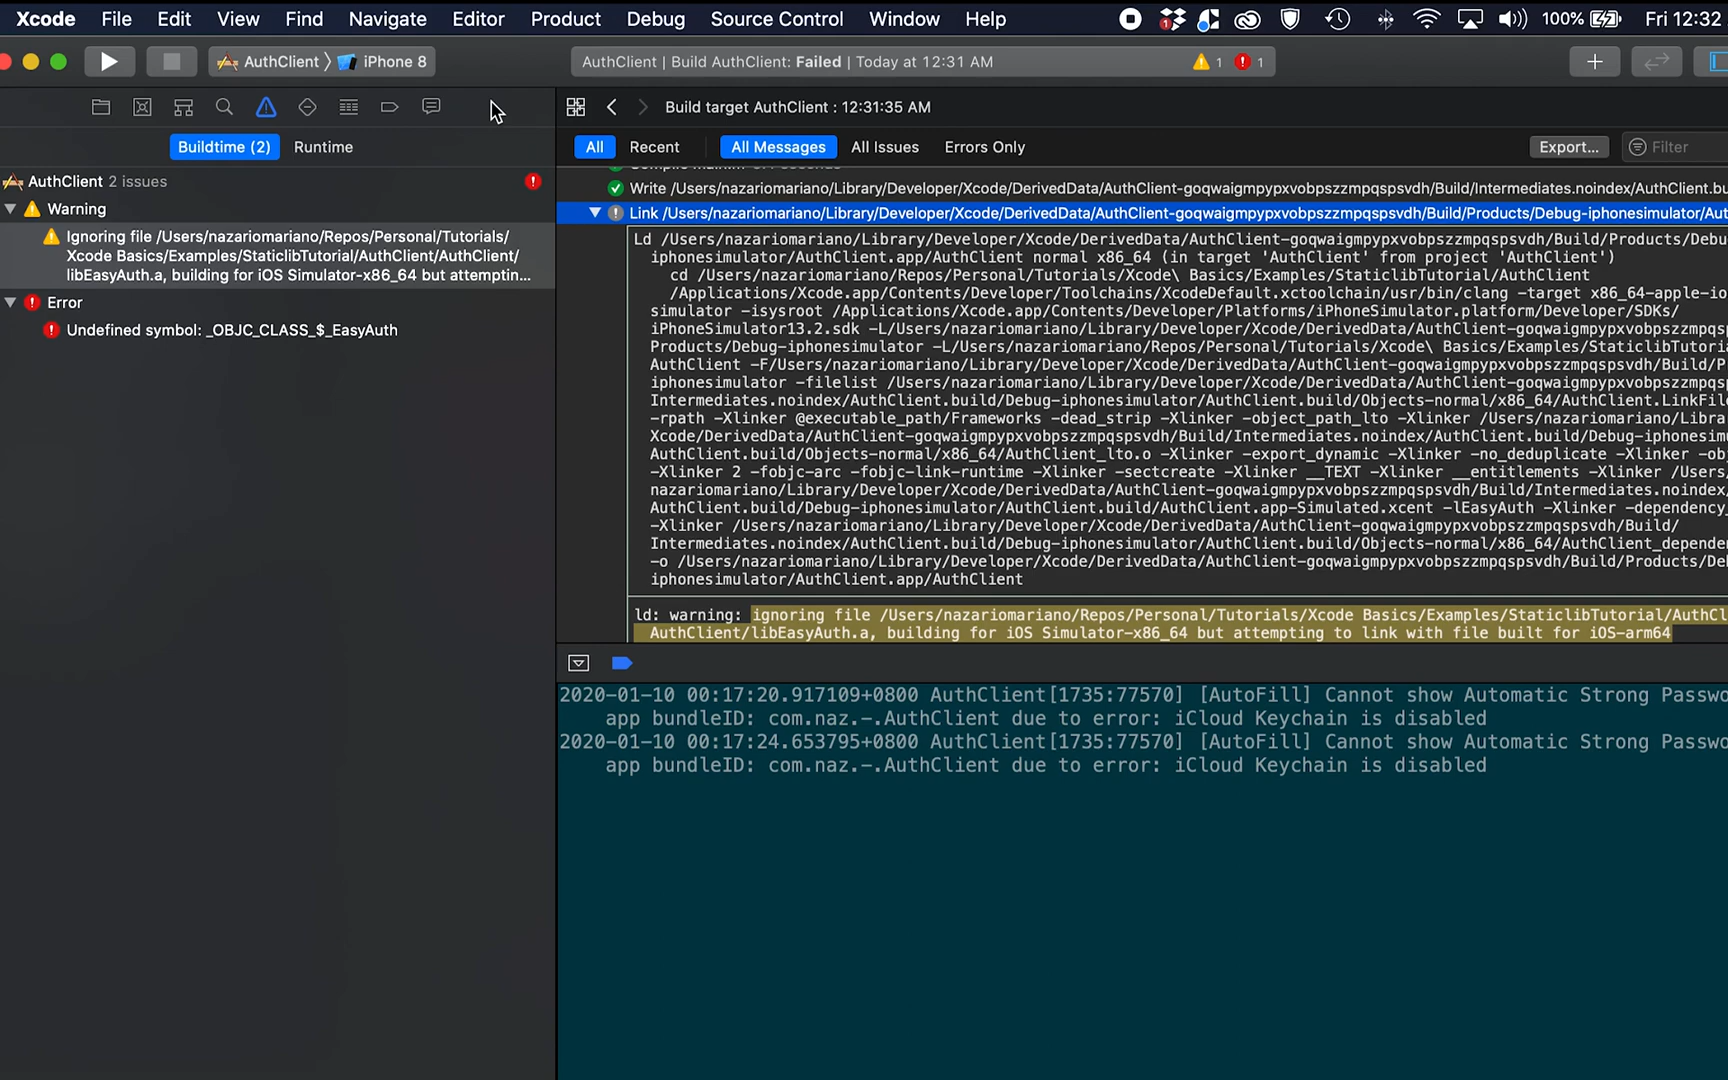 Xcode File Edit View Find Navigate Editor Product Debug Source Control Window Help 1 100% Fri 12:32
AuthClient 〉 iPhone 8 AuthClient | Build AuthClient: Failed | Today at 12:31 AM 1 1
Build target AuthClient : 12:31:35 AM
Buildtime (2) Runtime All Recent All Messages All Issues Errors Only Export... Filter
AuthClient 2 issues
Warning
Ignoring file /Users/nazariomariano/Repos/Personal/Tutorials/
Xcode Basics/Examples/StaticlibTutorial/AuthClient/AuthClient/
libEasyAuth.a, building for iOS Simulator-x86_64 but attemptin...
Error
Undefined symbol: _OBJC_CLASS_$_EasyAuth
Write /Users/nazariomariano/Library/Developer/Xcode/DerivedData/AuthClient-goqwaigmpypxvobpszzmpqspsvdh/Build/Intermediates.noindex/AuthClient.bu
Link /Users/nazariomariano/Library/Developer/Xcode/DerivedData/AuthClient-goqwaigmpypxvobpszzmpqspsvdh/Build/Products/Debug-iphonesimulator/Aut
Ld /Users/nazariomariano/Library/Developer/Xcode/DerivedData/AuthClient-goqwaigmpypxvobpszzmpqspsvdh/Build/Products/Debu
iphonesimulator/AuthClient.app/AuthClient normal x86_64 (in target 'AuthClient' from project 'AuthClient')
cd /Users/nazariomariano/Repos/Personal/Tutorials/Xcode\ Basics/Examples/StaticlibTutorial/AuthClient
/Applications/Xcode.app/Contents/Developer/Toolchains/XcodeDefault.xctoolchain/usr/bin/clang -target x86_64-apple-io
simulator -isysroot /Applications/Xcode.app/Contents/Developer/Platforms/iPhoneSimulator.platform/Developer/SDKs/
iPhoneSimulator13.2.sdk -L/Users/nazariomariano/Library/Developer/Xcode/DerivedData/AuthClient-goqwaigmpypxvobpszzmpqsps
Products/Debug-iphonesimulator -L/Users/nazariomariano/Repos/Personal/Tutorials/Xcode\ Basics/Examples/StaticlibTutoria
AuthClient -F/Users/nazariomariano/Library/Developer/Xcode/DerivedData/AuthClient-goqwaigmpypxvobpszzmpqspsvdh/Build/P
iphonesimulator -filelist /Users/nazariomariano/Library/Developer/Xcode/DerivedData/AuthClient-goqwaigmpypxvobpszzmpqsps
Intermediates.noindex/AuthClient.build/Debug-iphonesimulator/AuthClient.build/Objects-normal/x86_64/AuthClient.LinkFil
-rpath -Xlinker @executable_path/Frameworks -dead_strip -Xlinker -object_path_lto -Xlinker /Users/nazariomariano/Libra
Xcode/DerivedData/AuthClient-goqwaigmpypxvobpszzmpqspsvdh/Build/Intermediates.noindex/AuthClient.build/Debug-iphonesimu
AuthClient.build/Objects-normal/x86_64/AuthClient_lto.o -Xlinker -export_dynamic -Xlinker -no_deduplicate -Xlinker -ob
-Xlinker 2 -fobjc-arc -fobjc-link-runtime -Xlinker -sectcreate -Xlinker __TEXT -Xlinker __entitlements -Xlinker /Users/
nazariomariano/Library/Developer/Xcode/DerivedData/AuthClient-goqwaigmpypxvobpszzmpqspsvdh/Build/Intermediates.noindex/
AuthClient.build/Debug-iphonesimulator/AuthClient.build/AuthClient.app-Simulated.xcent -lEasyAuth -Xlinker -dependency_
-Xlinker /Users/nazariomariano/Library/Developer/Xcode/DerivedData/AuthClient-goqwaigmpypxvobpszzmpqspsvdh/Build/
Intermediates.noindex/AuthClient.build/Debug-iphonesimulator/AuthClient.build/Objects-normal/x86_64/AuthClient_depende
-o /Users/nazariomariano/Library/Developer/Xcode/DerivedData/AuthClient-goqwaigmpypxvobpszzmpqspsvdh/Build/Products/De
iphonesimulator/AuthClient.app/AuthClient
ld: warning: ignoring file /Users/nazariomariano/Repos/Personal/Tutorials/Xcode Basics/Examples/StaticlibTutorial/AuthCl
AuthClient/libEasyAuth.a, building for iOS Simulator-x86_64 but attempting to link with file built for iOS-arm64
2020-01-10 00:17:20.917109+0800 AuthClient[1735:77570] [AutoFill] Cannot show Automatic Strong Passwo
app bundleID: com.naz.-.AuthClient due to error: iCloud Keychain is disabled
2020-01-10 00:17:24.653795+0800 AuthClient[1735:77570] [AutoFill] Cannot show Automatic Strong Passwo
app bundleID: com.naz.-.AuthClient due to error: iCloud Keychain is disabled